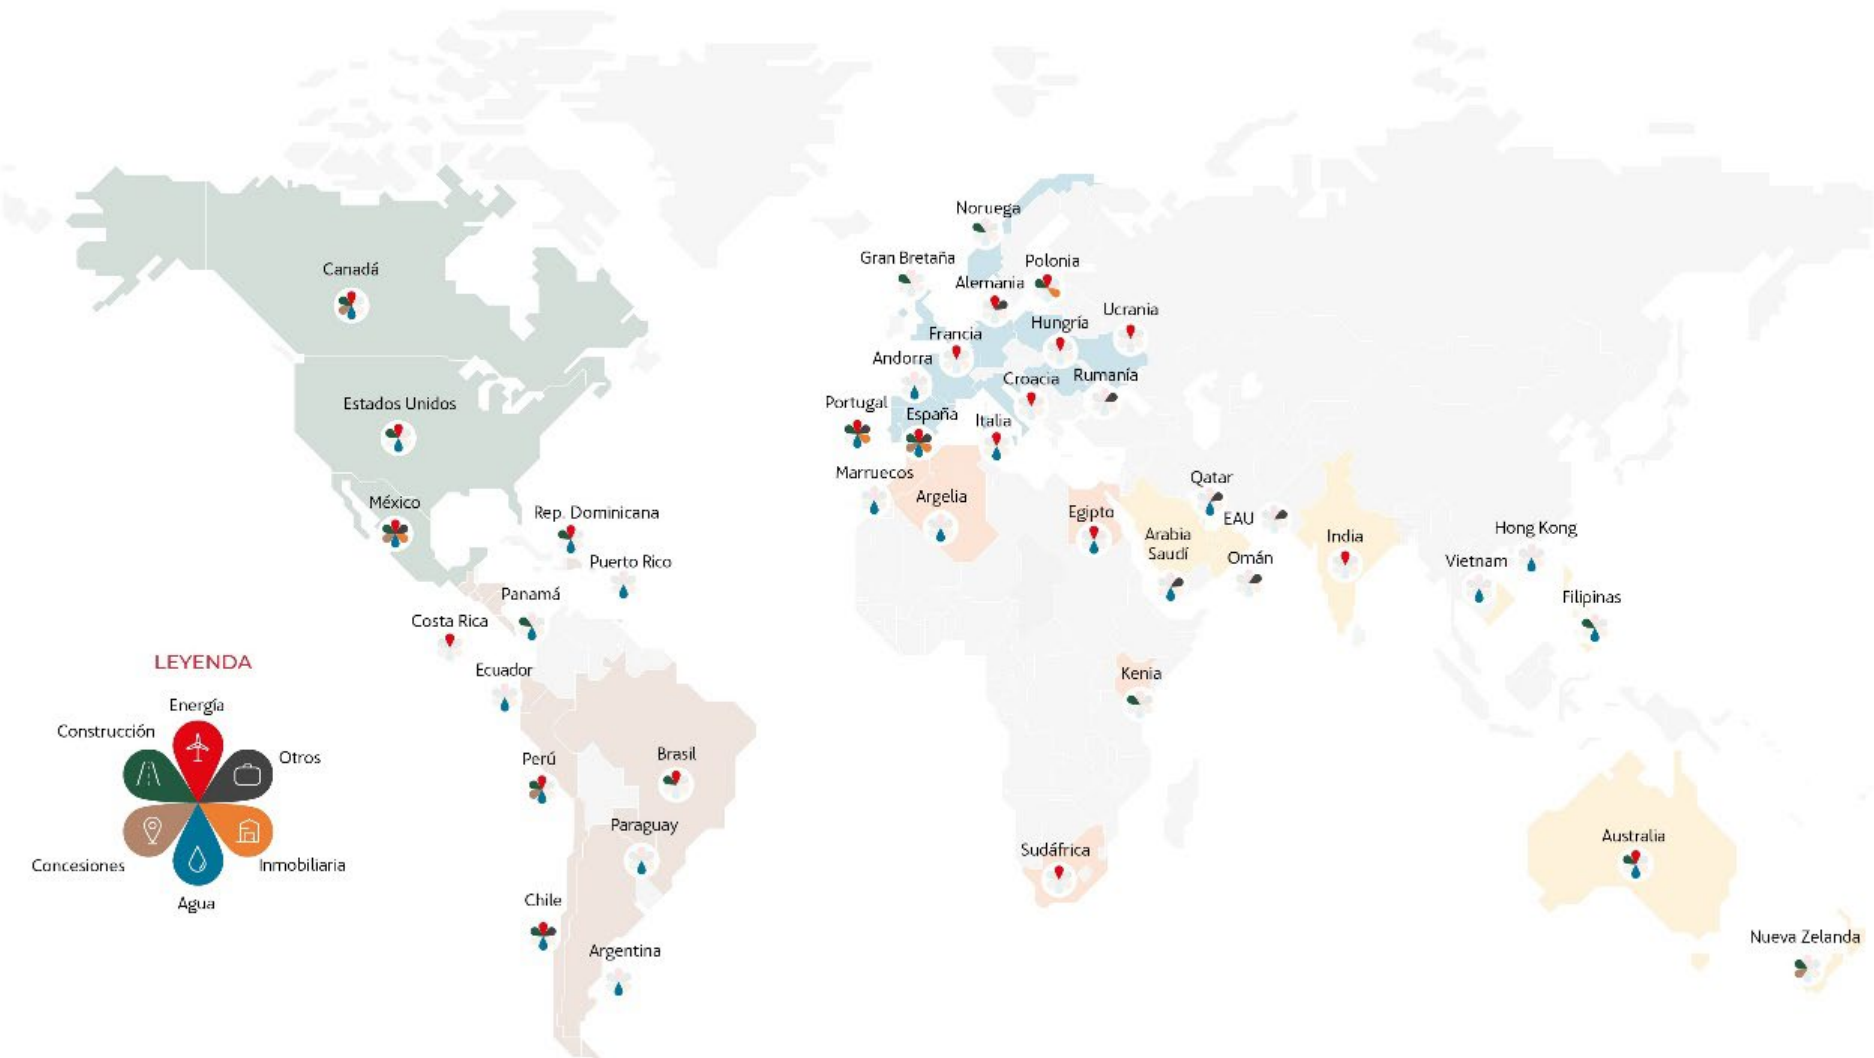 Noruega
Gran Bretaña
Polonia
Canadá
Alemania
Ucrania
Hungría
Francia
Andorra
Croacia
Rumanía
Estados Unidos
Portugal
España
Italia
Marruecos
Qatar
Argelia
México
Rep. Dominicana
Egipto
EAU
Hong Kong
Arabia
Saudí
India
Omán
Vietnam
Puerto Rico
Panamá
Filipinas
Costa Rica
Ecuador
Kenia
LEYENDA
Energía
Construcción
Otros
Concesiones
Inmobiliaria
Agua
Perú
Brasil
Paraguay
Australia
Sudáfrica
Chile
Argentina
Nueva Zelanda